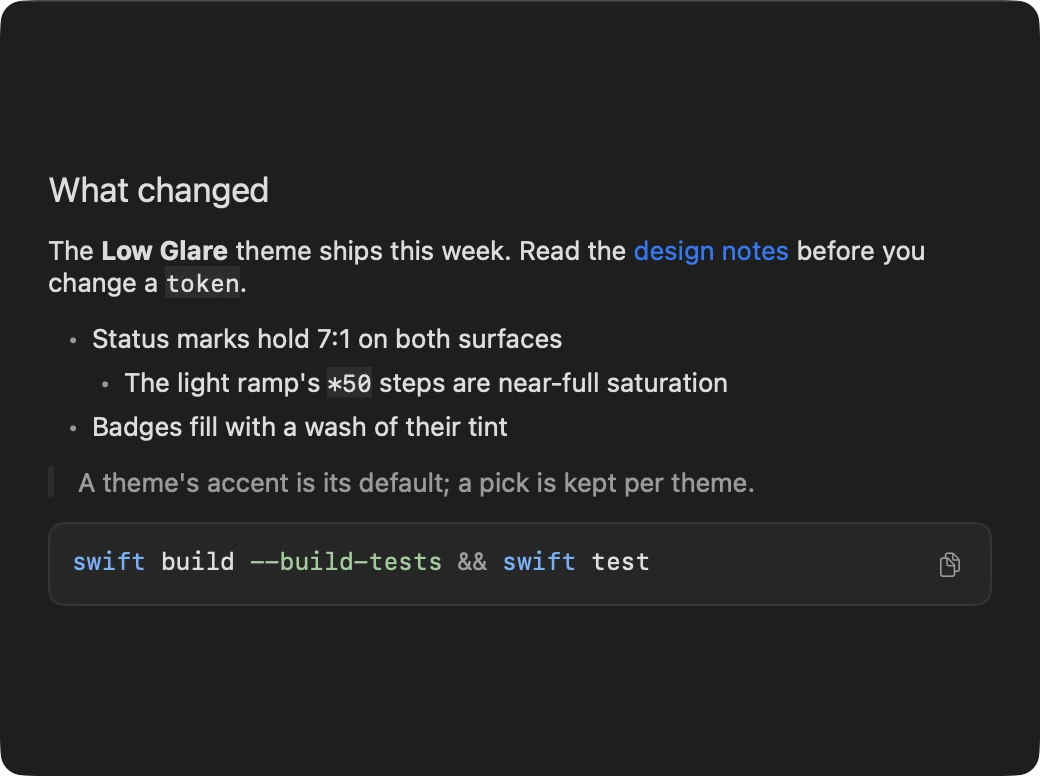 What changed
The Low Glare theme ships this week. Read the design notes before you
change a token.
• Status marks hold 7:1 on both surfaces
• The light ramp's *50 steps are near-full saturation
• Badges fill with a wash of their tint
A theme's accent is its default; a pick is kept per theme.
swift build --build-tests && swift test